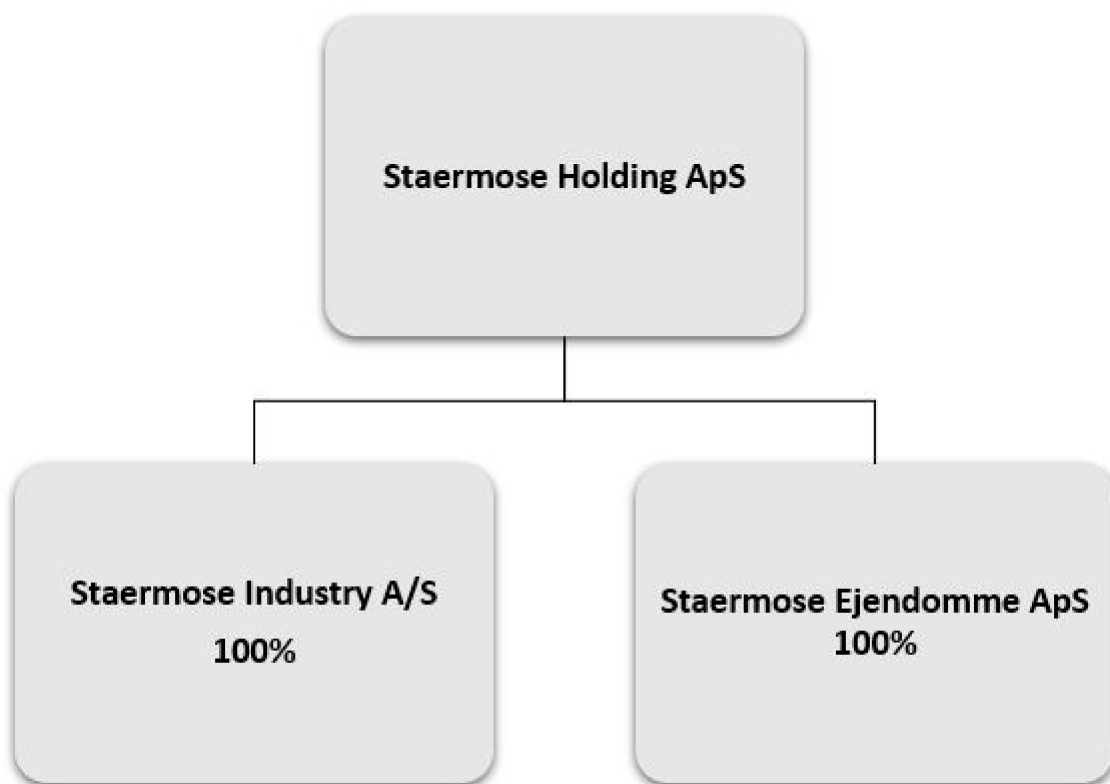 Staermose Holding ApS
Staermose Industry A/S
100%
Staermose Ejendomme ApS
100%